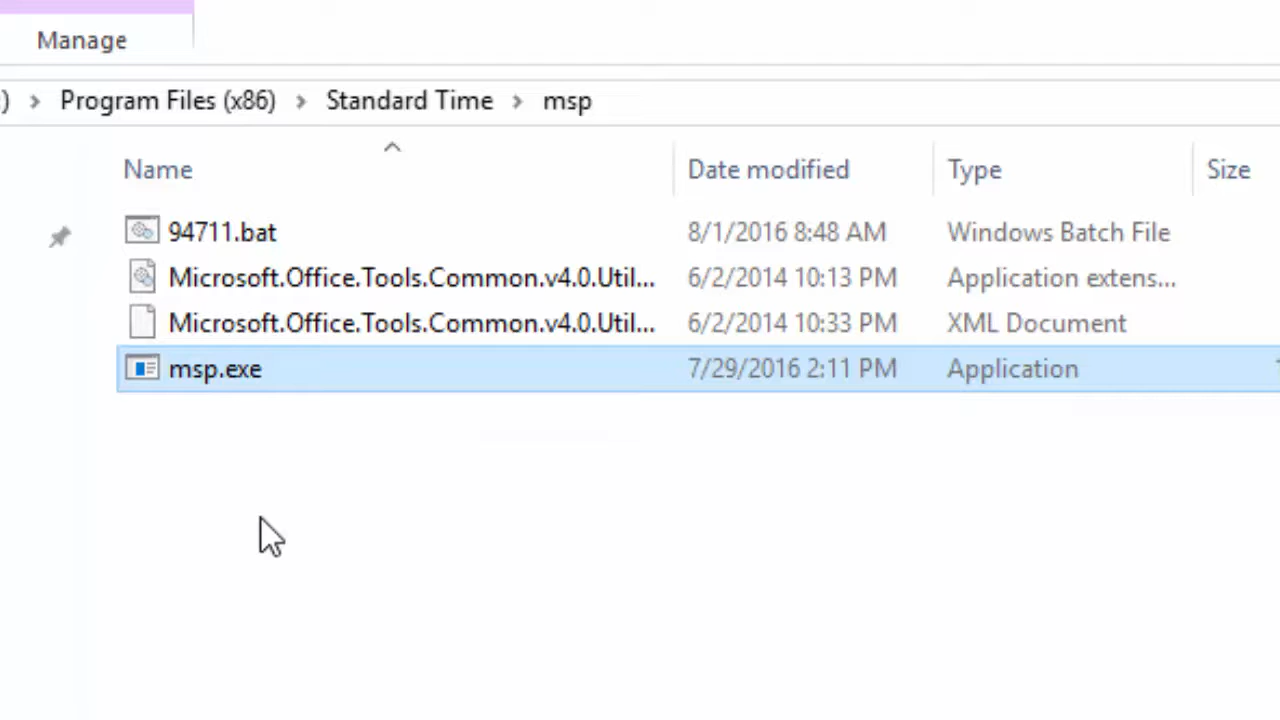 Manage
) > Program Files (x86) > Standard Time > msp
Name Date modified Type Size
94711.bat 8/1/2016 8:48 AM Windows Batch File
Microsoft.Office.Tools.Common.v4.0.Util... 6/2/2014 10:13 PM Application extens...
Microsoft.Office.Tools.Common.v4.0.Util... 6/2/2014 10:33 PM XML Document
msp.exe 7/29/2016 2:11 PM Application